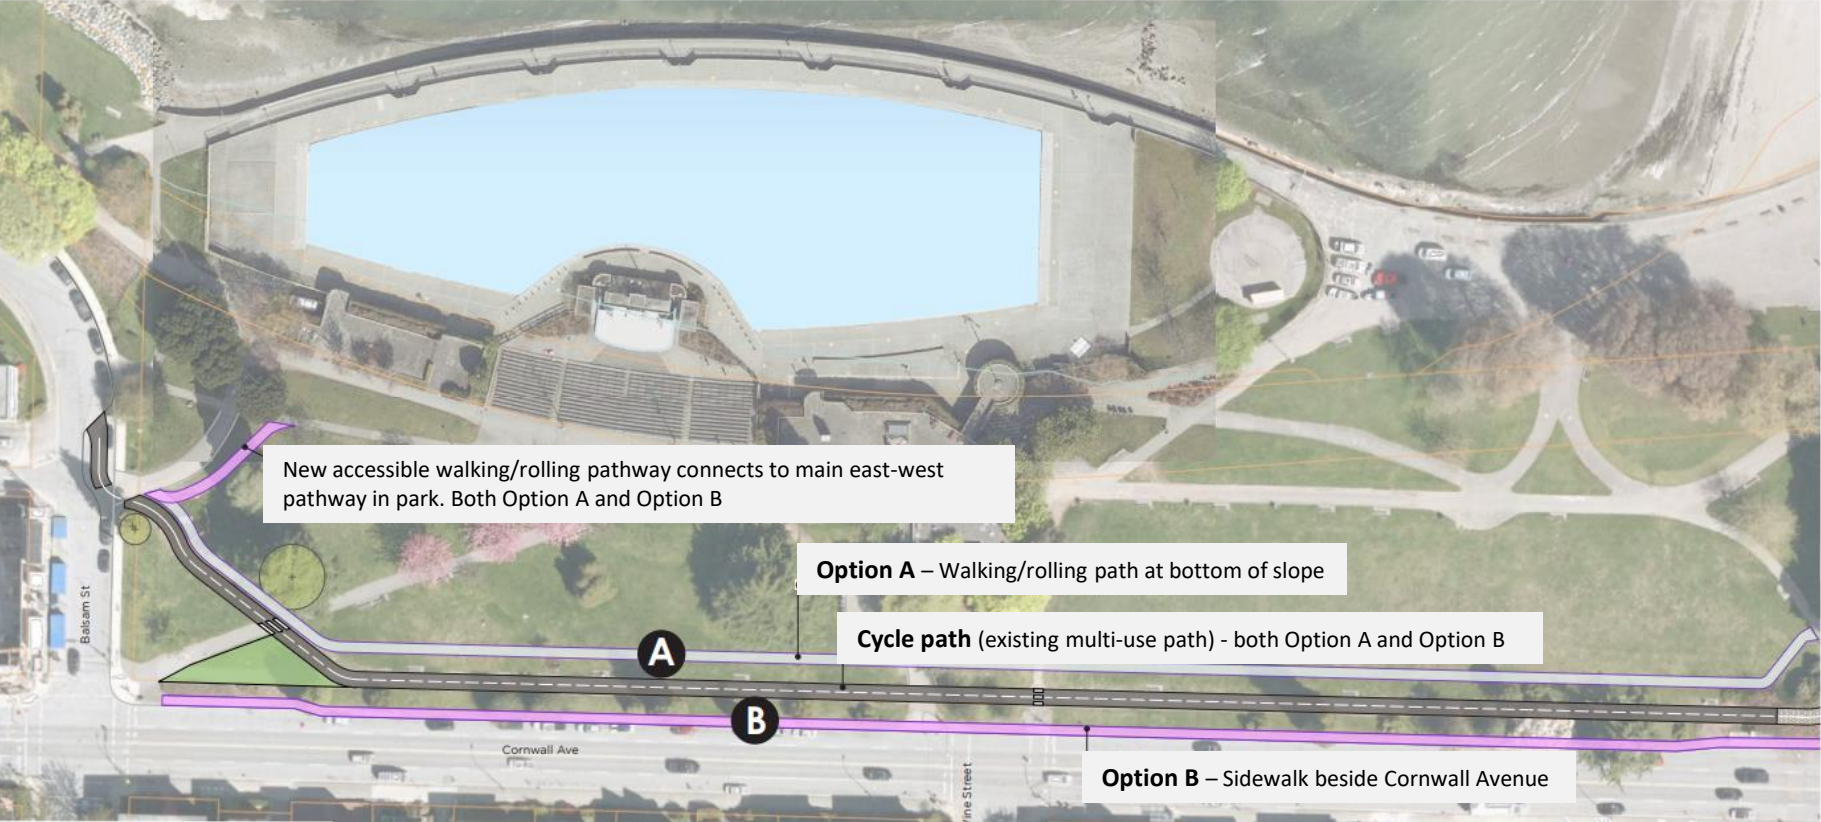 New accessible walking/rolling pathway connects to main east-west
pathway in park. Both Option A and Option B
Option A – Walking/rolling path at bottom of slope
Balsam St
Cycle path (existing multi-use path) - both Option A and Option B
A
B
Cornwall Ave
Option B – Sidewalk beside Cornwall Avenue
Vine Street